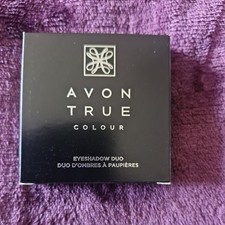 AVON
TRUE
COLOUR
EYESHADOW DUO
DUO D'OMBRES À PAUPIÈRES